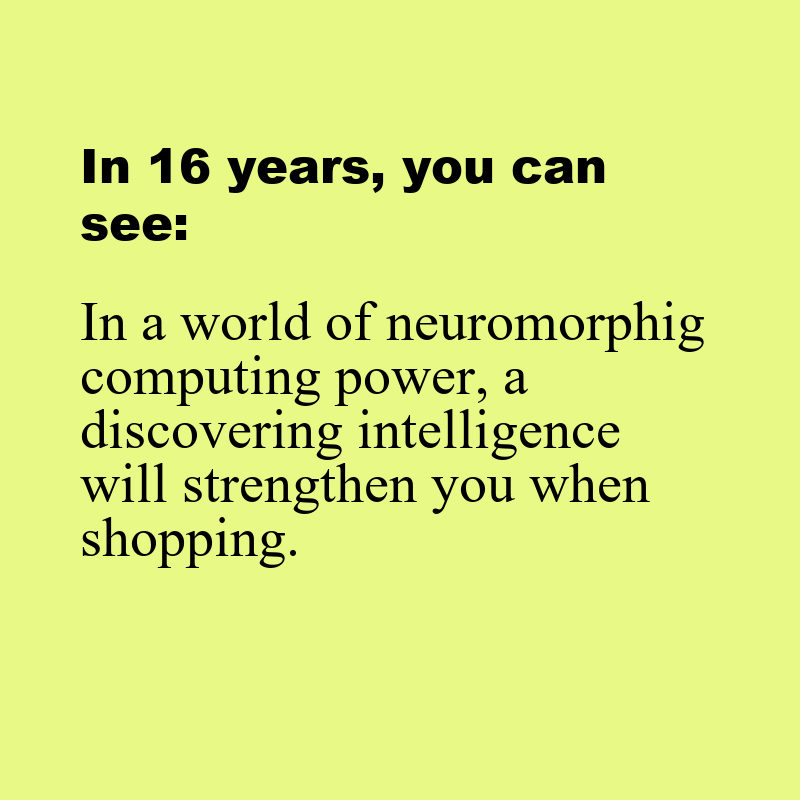 In 16 years, you can
see:
In a world of neuromorphig
computing power, a
discovering intelligence
will strengthen you when
shopping.